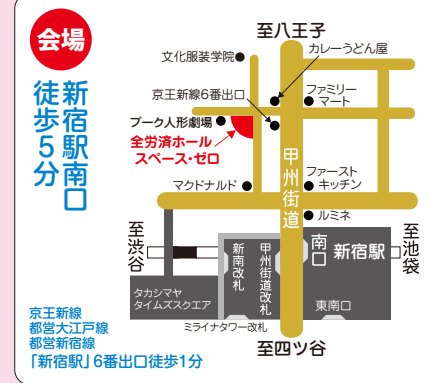 会場
新宿駅南口
徒歩5分
至八王子
カレーうどん屋
文化服装学院
京王新線6番出口
ファミリー
マート
プーク人形劇場
全労済ホール
スペース・ゼロ
甲州街道
マクドナルド
ファースト
キッチン
ルミネ
至渋谷
新南改札
甲州街道改札
南口
新宿駅
至池袋
タカシマヤ
タイムズスクエア
東南口
ミライナタワー改札
至四ツ谷
京王新線
都営大江戸線
都営新宿線
「新宿駅」6番出口徒歩1分